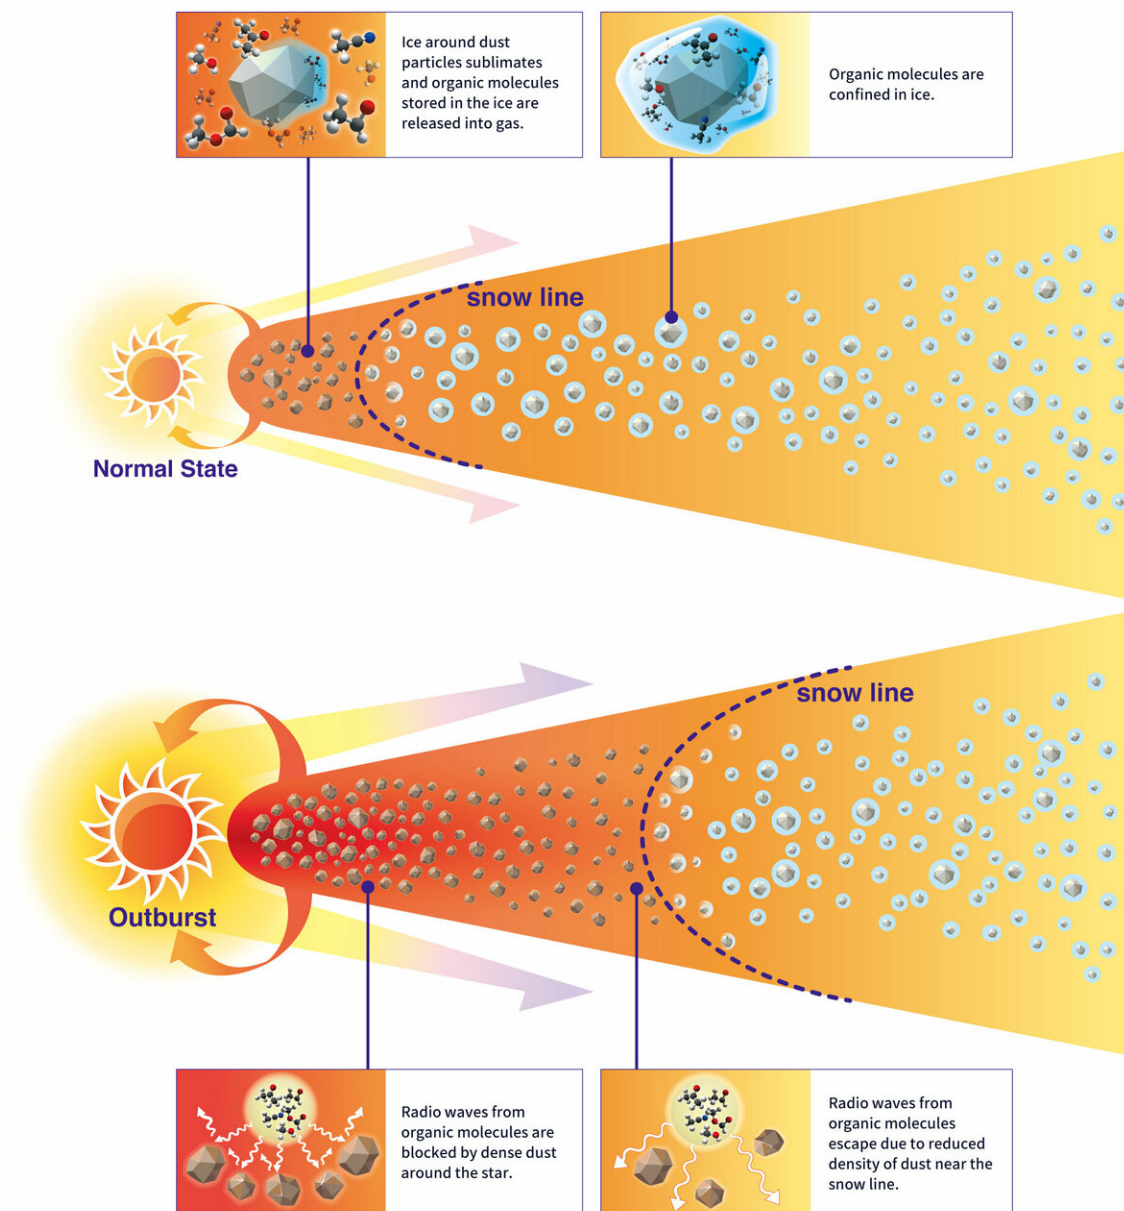 Ice around dust
particles sublimates
and organic molecules
stored in the ice are
released into gas.
Organic molecules are
confined in ice.
snow line
Normal State
snow line
Outburst
Radio waves from
organic molecules are
blocked by dense dust
around the star.
Radio waves from
organic molecules
escape due to reduced
density of dust near the
snow line.